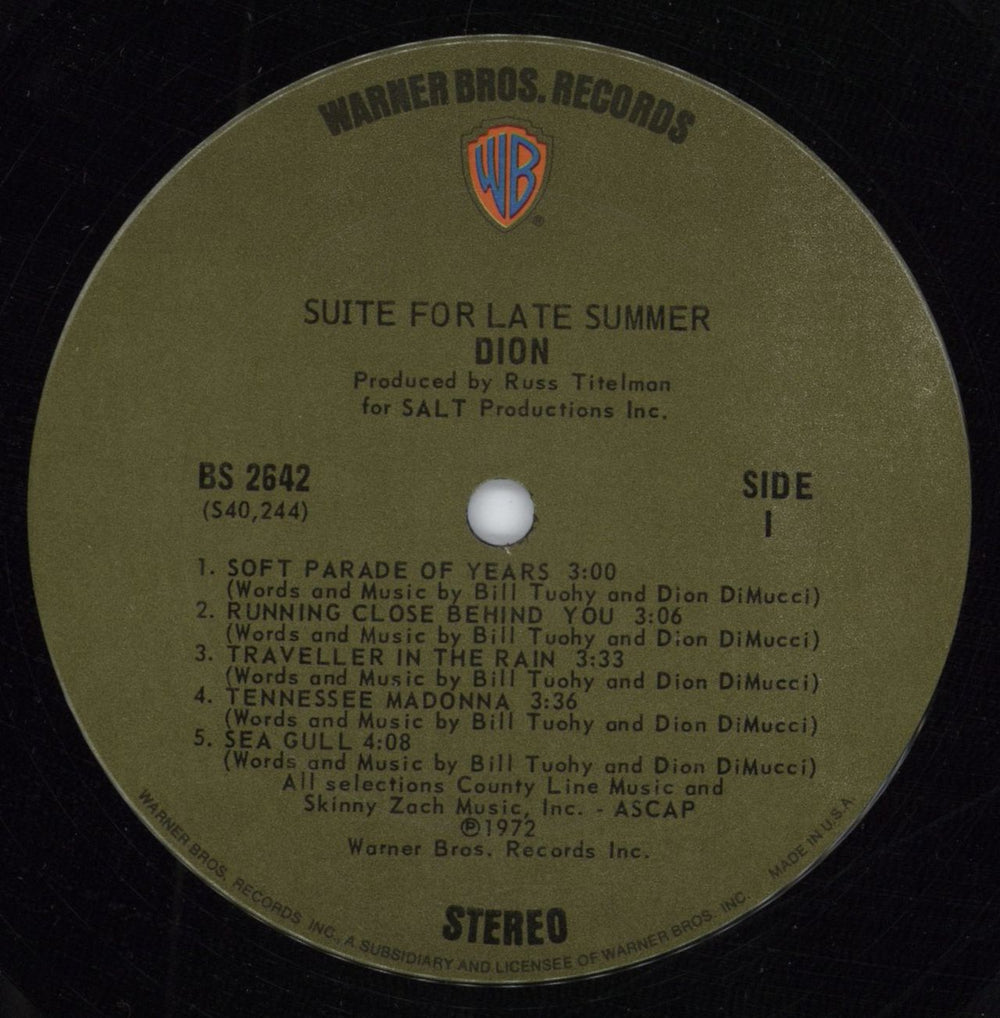 WARNER BROS. RECORDS
WB
®
SUITE FOR LATE SUMMER
DION
Produced by Russ Titelman
for SALT Productions Inc.
BS 2642
(S40,244)
SIDE
1
1. SOFT PARADE OF YEARS 3:00
(Words and Music by Bill Tuohy and Dion DiMucci)
2. RUNNING CLOSE BEHIND YOU 3:06
(Words and Music by Bill Tuohy and Dion DiMucci)
3. TRAVELLER IN THE RAIN 3:33
(Words and Music by Bill Tuohy and Dion DiMucci)
4. TENNESSEE MADONNA 3:36
(Words and Music by Bill Tuohy and Dion DiMucci)
5. SEA GULL 4:08
(Words and Music by Bill Tuohy and Dion DiMucci)
All selections County Line Music and
Skinny Zach Music, Inc. - ASCAP
℗1972
Warner Bros. Records Inc.
STEREO
WARNER BROS. RECORDS INC., A SUBSIDIARY AND LICENSEE OF WARNER BROS. INC. MADE IN U.S.A.